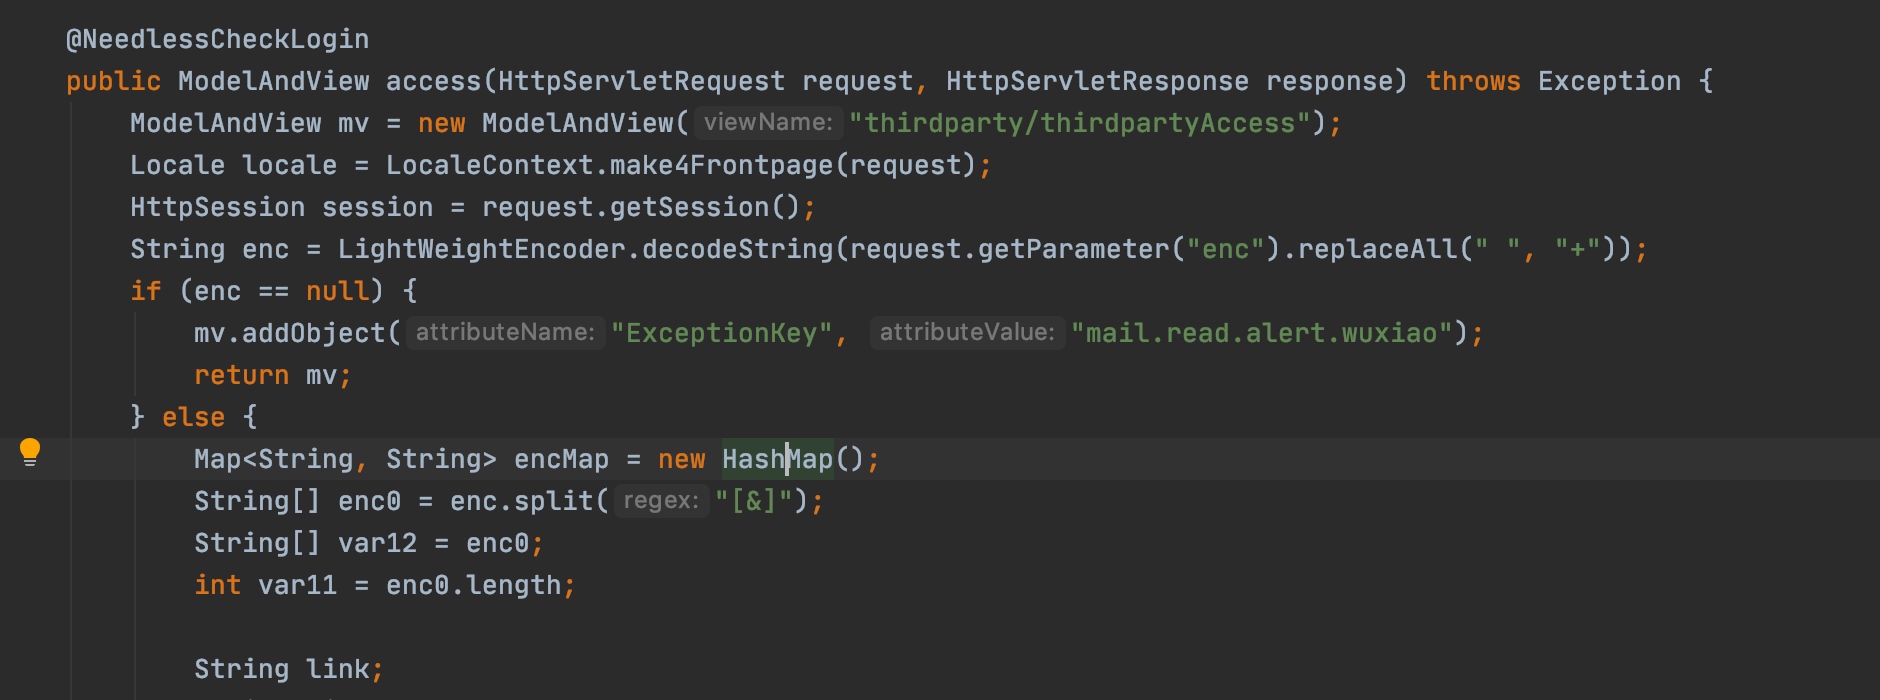 @NeedlessCheckLogin
public ModelAndView access(HttpServletRequest request, HttpServletResponse response) throws Exception {
ModelAndView mv = new ModelAndView( viewName: "thirdparty/thirdpartyAccess");
Locale locale = LocaleContext.make4Frontpage(request);
HttpSession session = request.getSession();
String enc = LightWeightEncoder.decodeString(request.getParameter("enc").replaceAll(" ", "+"));
if (enc == null) {
mv.addObject( attributeName: "ExceptionKey", attributeValue: "mail.read.alert.wuxiao");
return mv;
} else {
Map<String, String> encMap = new HashMap();
String[] enc0 = enc.split( regex: "[&]");
String[] var12 = enc0;
int var11 = enc0.length;
String link;